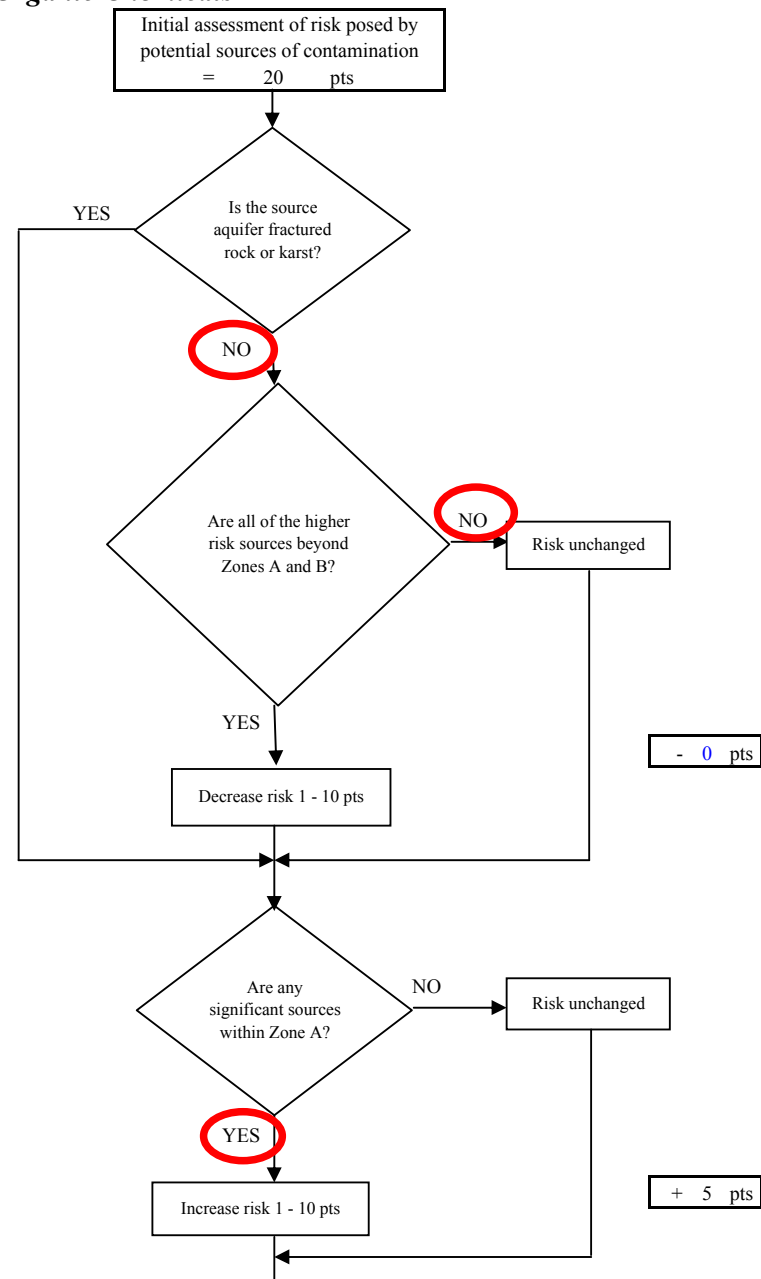 Initial assessment of risk posed by
potential sources of contamination
= 20 pts
Is the source
aquifer fractured
rock or karst?
YES
NO
Are all of the higher
risk sources beyond
Zones A and B?
NO
Risk unchanged
YES
- 0 pts
Decrease risk 1 - 10 pts
Are any
significant sources
within Zone A?
NO
Risk unchanged
YES
+ 5 pts
Increase risk 1 - 10 pts